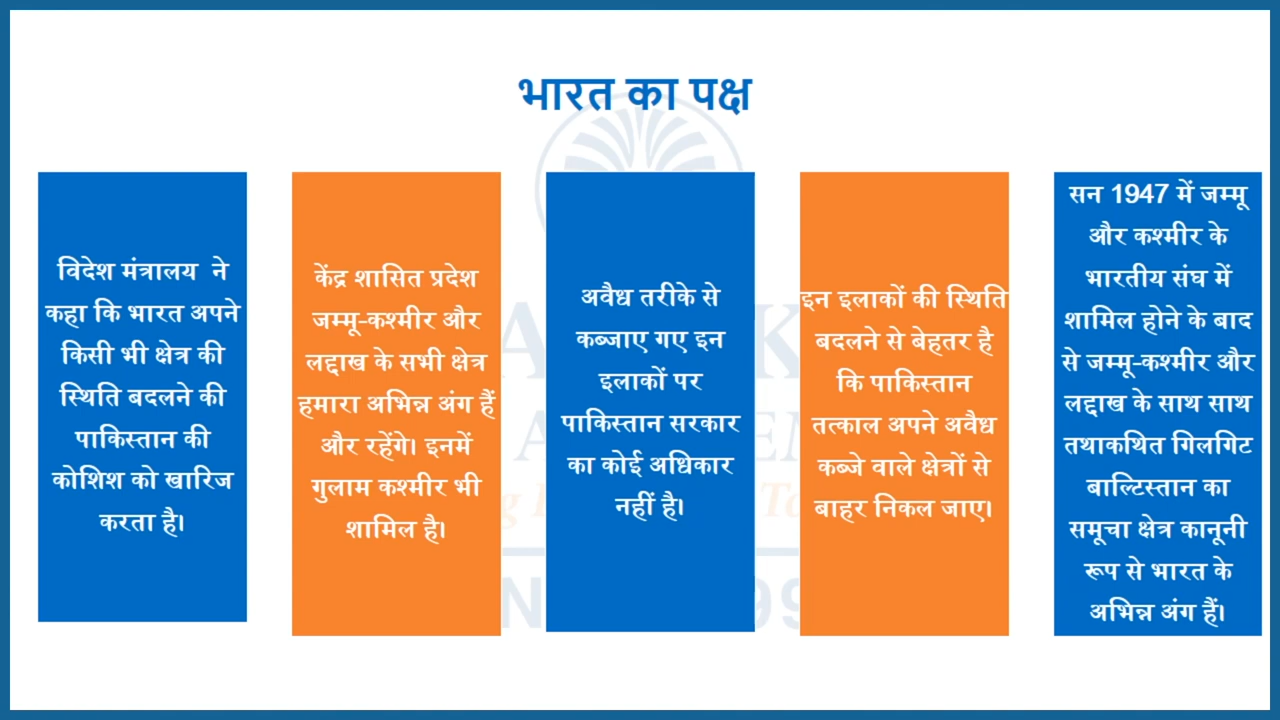 भारत का पक्ष
विदेश मंत्रालय ने
कहा कि भारत अपने
किसी भी क्षेत्र की
स्थिति बदलने की
पाकिस्तान की
कोशिश को खारिज
करता है।
केंद्र शासित प्रदेश
जम्मू-कश्मीर और
लद्दाख के सभी क्षेत्र
हमारा अभिन्न अंग हैं
और रहेंगे। इनमें
गुलाम कश्मीर भी
शामिल है।
अवैध तरीके से
कब्जाए गए इन
इलाकों पर
पाकिस्तान सरकार
का कोई अधिकार
नहीं है।
इन इलाकों की स्थिति
बदलने से बेहतर है
कि पाकिस्तान
तत्काल अपने अवैध
कब्जे वाले क्षेत्रों से
बाहर निकल जाए।
सन 1947 में जम्मू
और कश्मीर के
भारतीय संघ में
शामिल होने के बाद
से जम्मू-कश्मीर और
लद्दाख के साथ साथ
तथाकथित गिलगिट
बाल्टिस्तान का
समूचा क्षेत्र कानूनी
रूप से भारत के
अभिन्न अंग हैं।